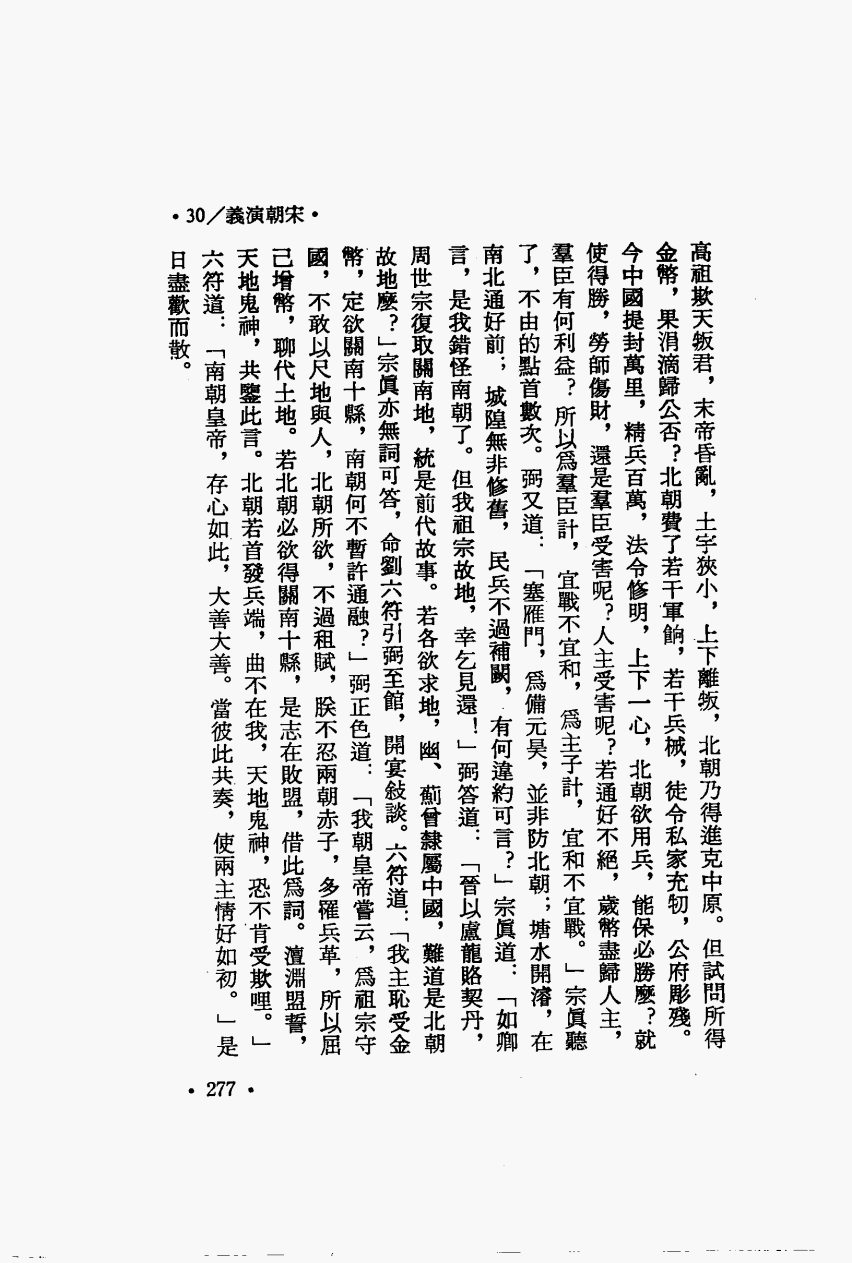 •30／義演朝宋•
高祖欺天叛君，末帝昏亂，土宇狹小，上下離叛，北朝乃得進克中原。但試問所得
金幣，果涓滴歸公否？北朝費了若干軍餉，若干兵械，徒令私家充牣，公府彫殘。
今中國提封萬里，精兵百萬，法令修明，上下一心，北朝欲用兵，能保必勝麼？就
使得勝，勞師傷財，還是羣臣受害呢？人主受害呢？若通好不絕，歲幣盡歸人主，
羣臣有何利益？所以爲羣臣計，宜戰不宜和，爲主子計，宜和不宜戰。」宗眞聽
了，不由的點首數次。弼又道：「塞雁門，爲備元昊，並非防北朝；塘水開濬，在
南北通好前；城隍無非修舊，民兵不過補闕，有何違約可言？」宗眞道：「如卿
言，是我錯怪南朝了。但我祖宗故地，幸乞見還！」弼答道：「晉以盧龍賂契丹，
周世宗復取關南地，統是前代故事。若各欲求地，幽、薊曾隸屬中國，難道是北朝
故地麼？」宗眞亦無詞可答，命劉六符引弼至館，開宴敍談。六符道：「我主恥受金
幣，定欲關南十縣，南朝何不暫許通融？」弼正色道：「我朝皇帝嘗云，爲祖宗守
國，不敢以尺地與人，北朝所欲，不過租賦，朕不忍兩朝赤子，多罹兵革，所以屈
己增幣，聊代土地。若北朝必欲得關南十縣，是志在敗盟，借此爲詞。澶淵盟誓，
天地鬼神，共鑒此言。北朝若首發兵端，曲不在我，天地鬼神，恐不肯受欺哩。」
六符道：「南朝皇帝，存心如此，大善大善。當彼此共奏，使兩主情好如初。」是
日盡歡而散。
•277•